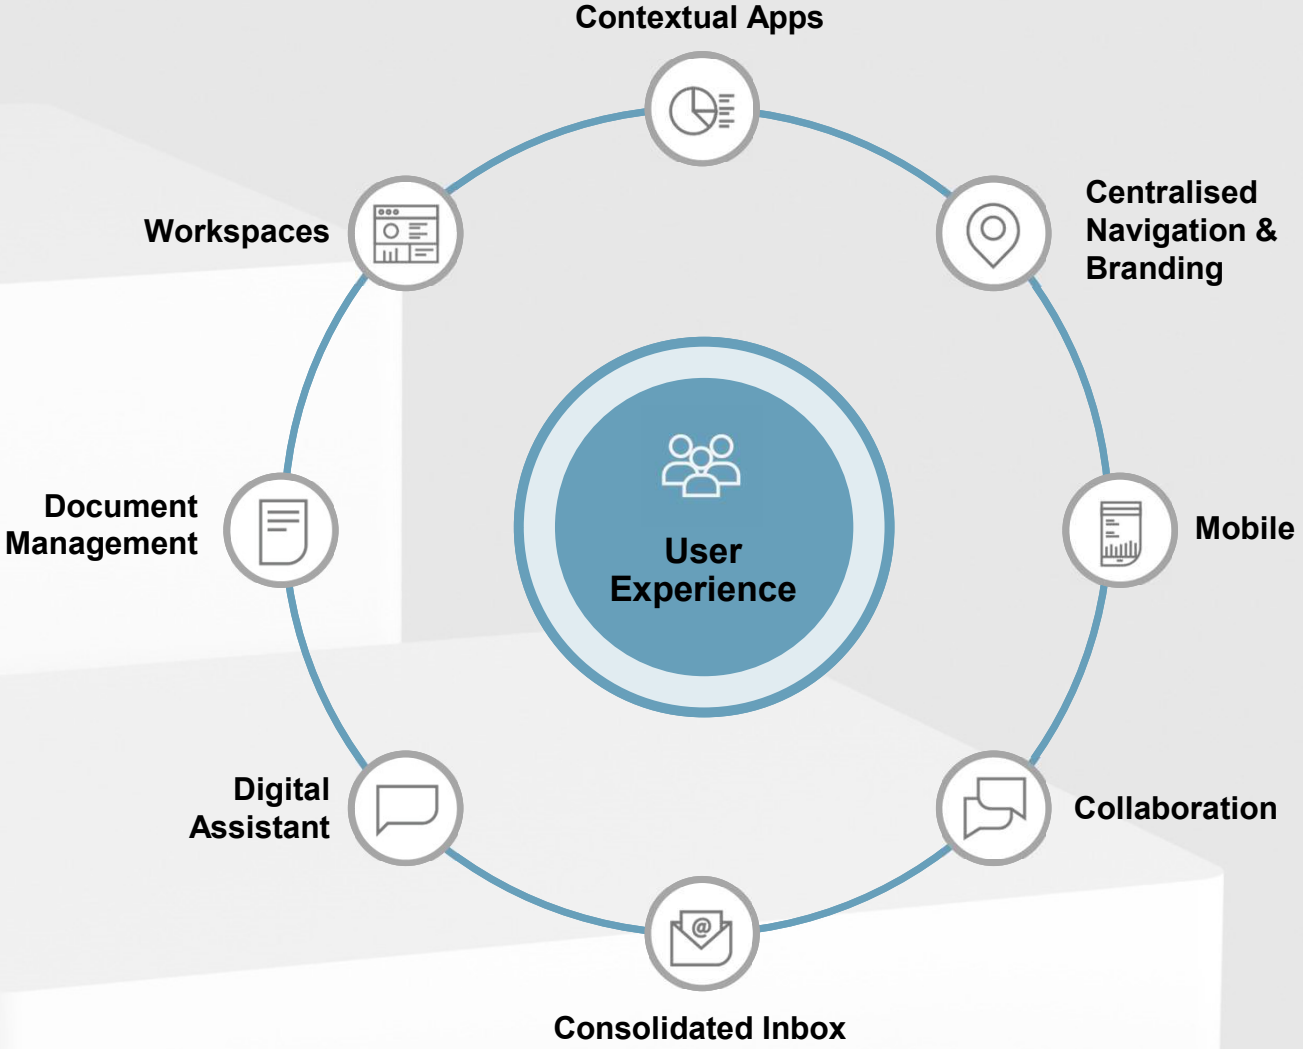 Contextual Apps
Centralised
Navigation &
Branding
Workspaces
Document
Management
User
Experience
Mobile
Digital
Assistant
Collaboration
@
Consolidated Inbox